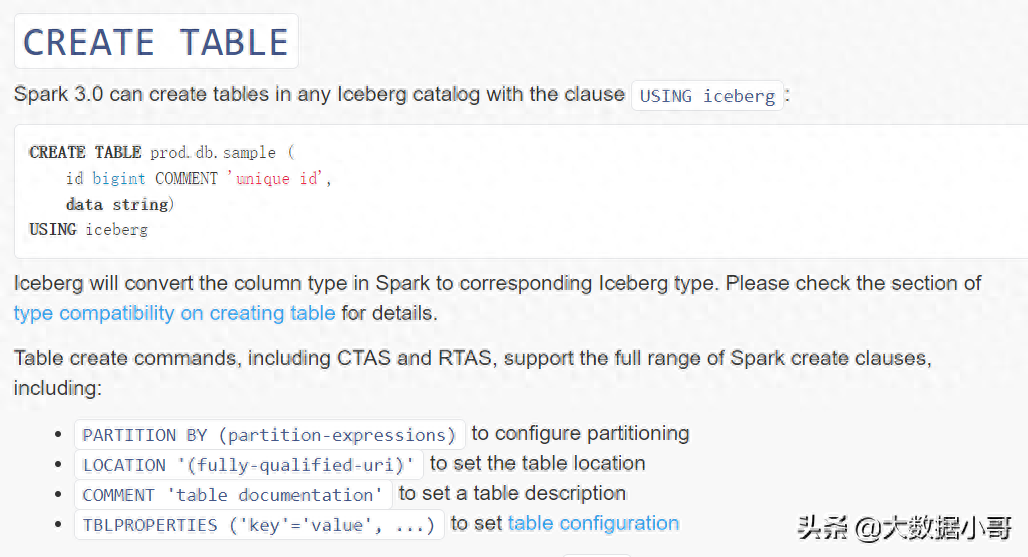 CREATE TABLE
Spark 3.0 can create tables in any Iceberg catalog with the clause USING iceberg :
CREATE TABLE prod.db.sample (
id bigint COMMENT 'unique id',
data string)
USING iceberg
Iceberg will convert the column type in Spark to corresponding Iceberg type. Please check the section of
type compatibility on creating table for details.
Table create commands, including CTAS and RTAS, support the full range of Spark create clauses,
including:
• PARTITION BY (partition-expressions) to configure partitioning
• LOCATION '(fully-qualified-uri)' to set the table location
• COMMENT 'table documentation' to set a table description
• TBLPROPERTIES ('key'='value', ...) to set table configuration
头条 @大数据小哥